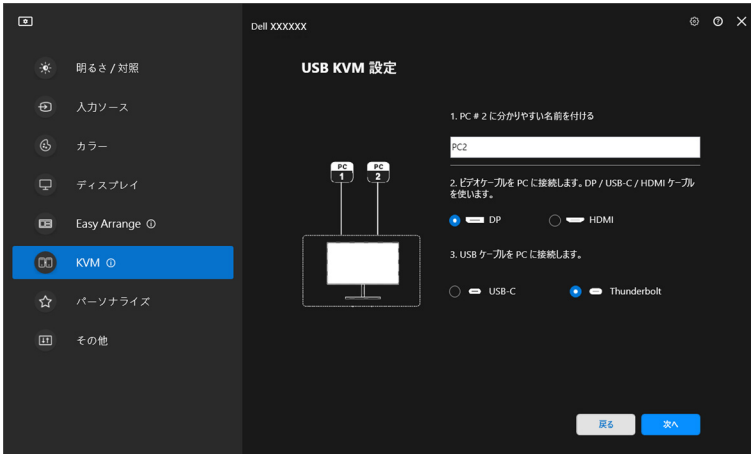 Dell XXXXXX
明るさ / 対照
入力ソース
カラー
ディスプレイ
Easy Arrange
KVM
パーソナライズ
その他
USB KVM 設定
PC 1
PC 2
1. PC # 2 に分かりやすい名前を付ける
PC2
2. ビデオケーブルを PC に接続します。DP / USB-C / HDMI ケーブル
を使います。
DP
HDMI
3. USB ケーブルを PC に接続します。
USB-C
Thunderbolt
戻る
次へ